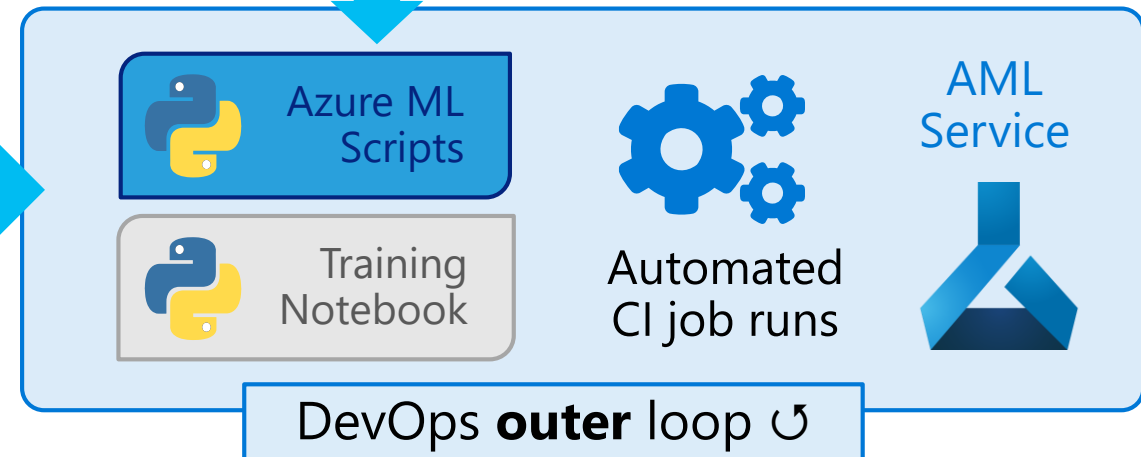 Azure ML
Scripts
Training
Notebook
Automated
CI job runs
AML
Service
DevOps outer loop ↺